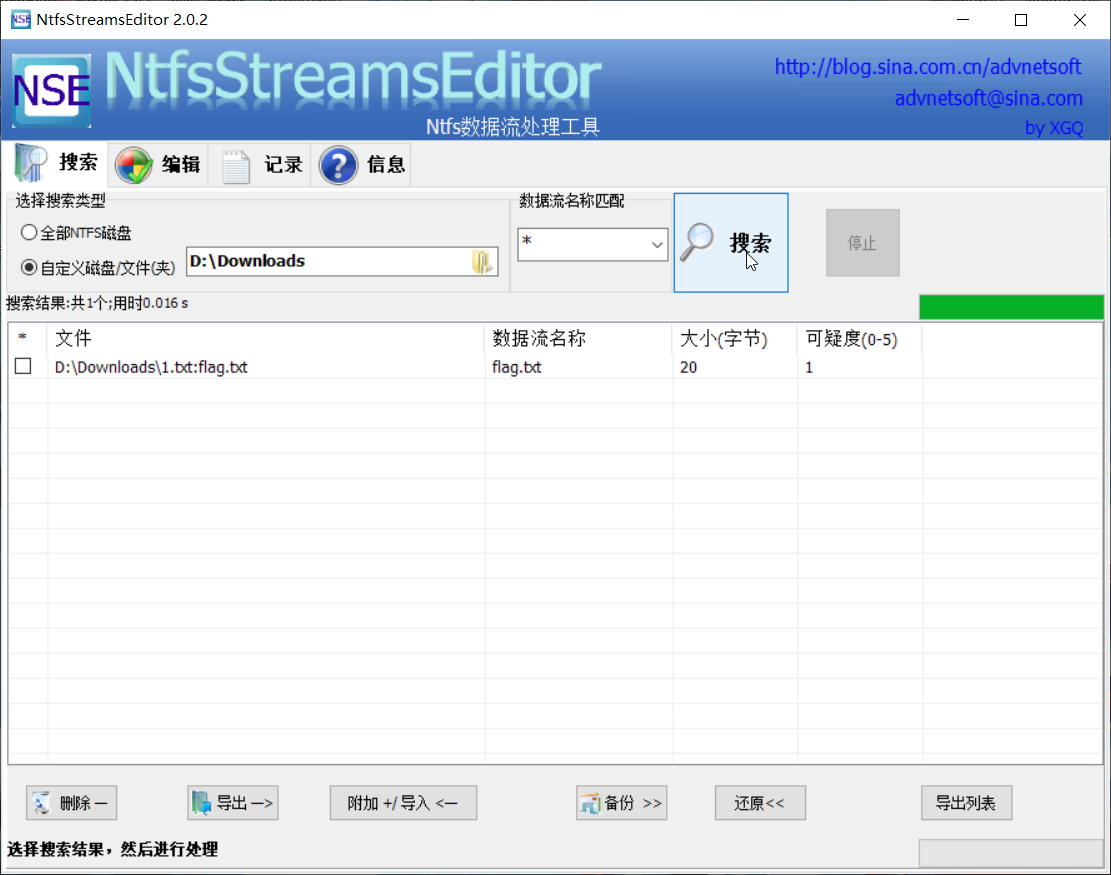 NSE NtfsStreamsEditor 2.0.2
NSE NtfsStreamsEditor
Ntfs数据流处理工具
http://blog.sina.com.cn/advnetsoft
advnetsoft@sina.com
by XGQ
搜索 编辑 记录 ? 信息
选择搜索类型
全部NTFS磁盘
自定义磁盘/文件(夹) D:\Downloads
数据流名称匹配
*
搜索
停止
搜索结果:共1个;用时0.016 s
* 文件 数据流名称 大小(字节) 可疑度(0-5)
D:\Downloads\1.txt:flag.txt flag.txt 20 1
删除 — 导出 —> 附加 +/ 导入 <— 备份 >> 还原<< 导出列表
选择搜索结果，然后进行处理